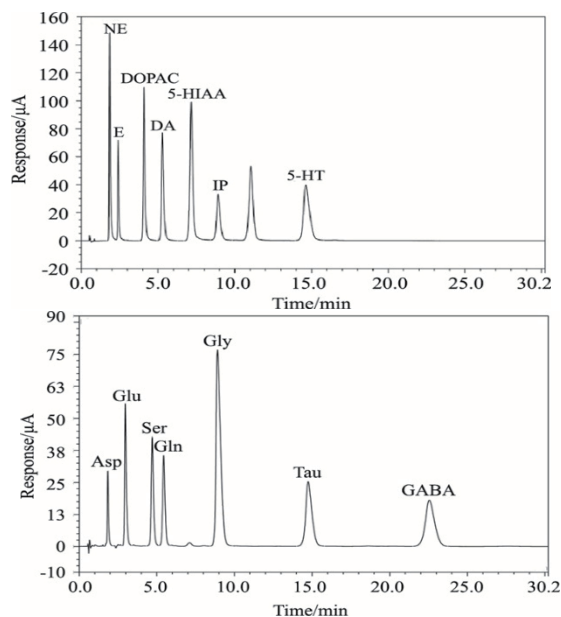 160
140
120
100
80
60
40
20
0
-20
Response/μA
NE
E
DOPAC
DA
5-HIAA
IP
5-HT
0.0 5.0 10.0 15.0 20.0 25.0 30.2
Time/min
90
75
63
50
38
25
13
0
-10
Response/μA
Asp
Glu
Ser
Gln
Gly
Tau
GABA
0.0 5.0 10.0 15.0 20.0 25.0 30.2
Time/min